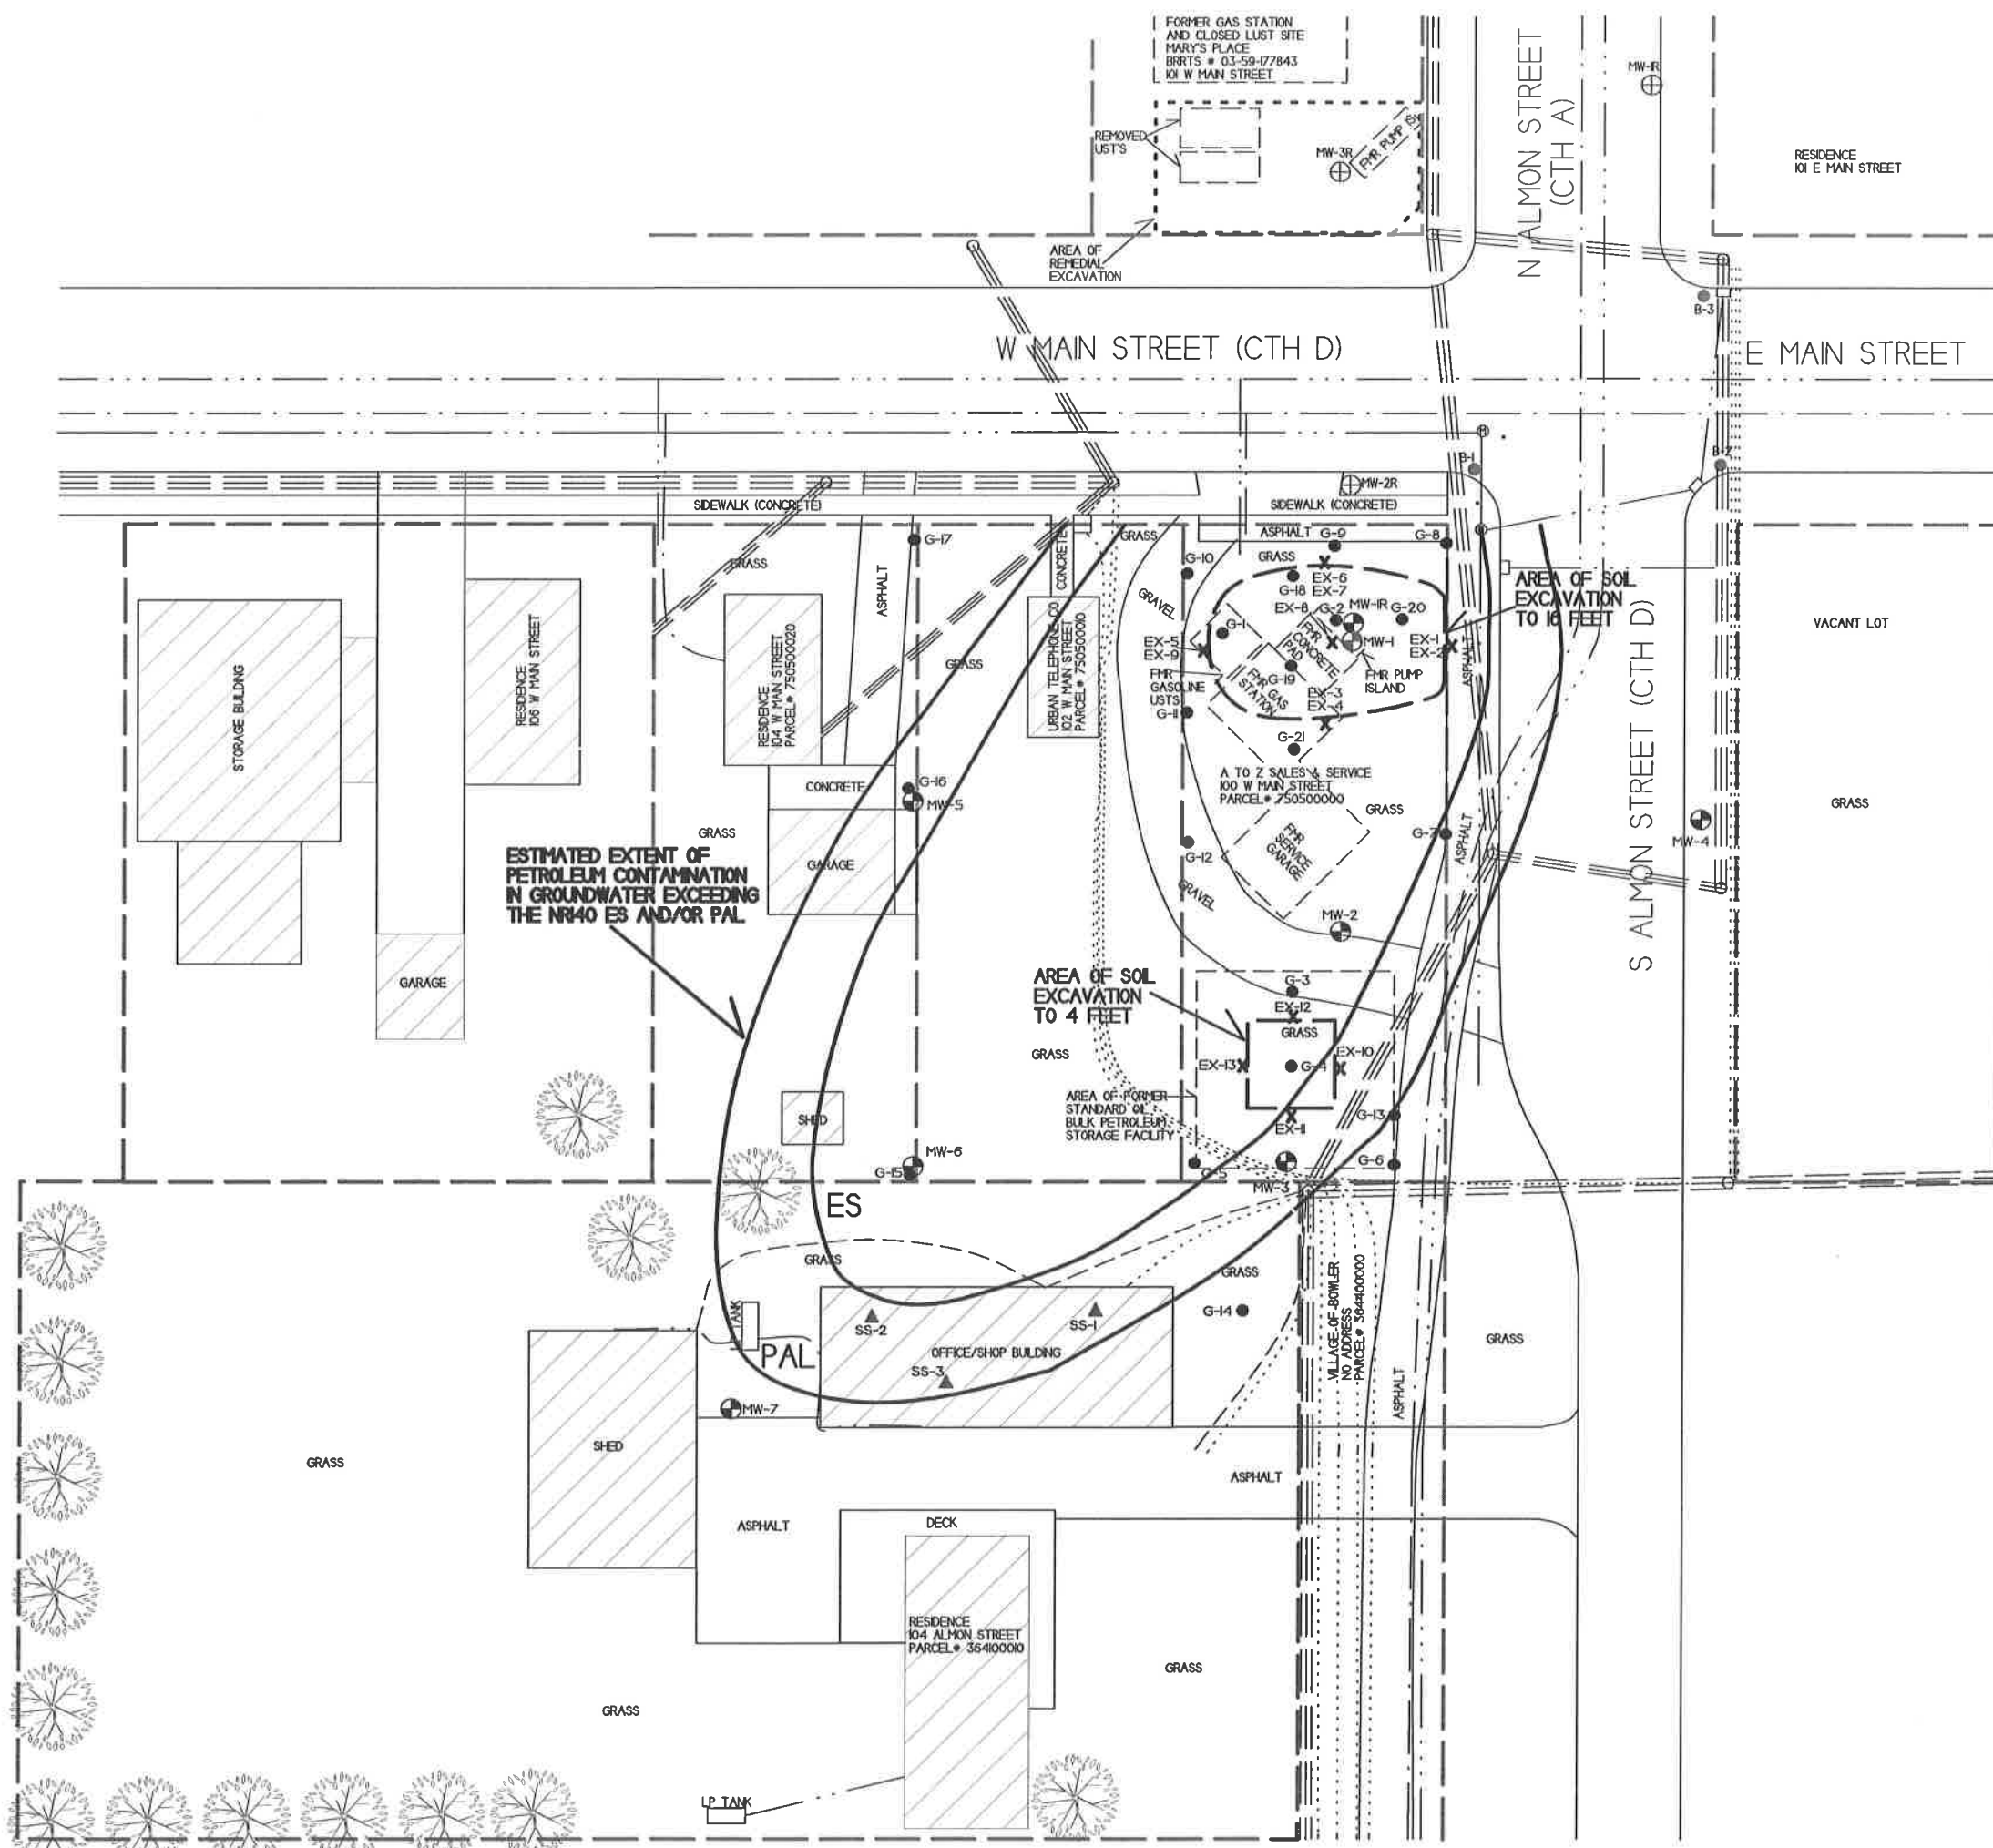 FORMER GAS STATION
AND CLOSED LUST SITE
MARY'S PLACE
BRRTS # 03-59-177843
101 W MAIN STREET
MW-1R
REMOVED
UST'S
MW-3R
FMR PUMP
N ALMON STREET
(CTH A)
RESIDENCE
101 E MAIN STREET
AREA OF
REMEDIAL
EXCAVATION
B-3
W MAIN STREET (CTH D)
E MAIN STREET
B-1
B-2
MW-2R
SIDEWALK (CONCRETE)
SIDEWALK (CONCRETE)
G-17
GRASS
ASPHALT
CONCRETE
GRASS
ASPHALT
G-9
G-8
G-10
GRASS
EX-6
EX-7
G-18
EX-8
G-2
MW-1R
G-20
MW-1
EX-1
EX-2
G-1
GRAVEL
EX-5
EX-9
FMR
GASOLINE
USTS
G-11
FMR
CONCRETE
PAD
G-19
FMR GAS
STATION
EX-3
EX-4
FMR PUMP
ISLAND
ASPHALT
AREA OF SOIL
EXCAVATION
TO 16 FEET
VACANT LOT
STORAGE BUILDING
RESIDENCE
106 W MAIN STREET
RESIDENCE
104 W MAIN STREET
PARCEL# 750500020
GRASS
URBAN TELEPHONE CO
102 W MAIN STREET
PARCEL# 750500010
G-21
A TO Z SALES & SERVICE
100 W MAIN STREET
PARCEL# 750500000
GRASS
S ALMON STREET (CTH D)
CONCRETE
G-16
MW-5
GRASS
GARAGE
FMR
SERVICE
GARAGE
G-7
ASPHALT
MW-4
GRASS
G-12
GRAVEL
MW-2
ESTIMATED EXTENT OF
PETROLEUM CONTAMINATION
IN GROUNDWATER EXCEEDING
THE NR140 ES AND/OR PAL
GARAGE
AREA OF SOIL
EXCAVATION
TO 4 FEET
G-3
EX-12
GRASS
GRASS
EX-13
G-4
EX-10
AREA OF FORMER
STANDARD OIL
BULK PETROLEUM
STORAGE FACILITY
EX-11
G-13
SHED
MW-6
G-15
G-5
MW-3
G-6
ES
GRASS
GRASS
G-14
VILLAGE OF BOWLER
NO ADDRESS
PARCEL# 364400000
GRASS
TANK
SS-2
SS-1
PAL
OFFICE/SHOP BUILDING
SS-3
MW-7
ASPHALT
SHED
GRASS
ASPHALT
ASPHALT
DECK
RESIDENCE
104 ALMON STREET
PARCEL# 364100010
GRASS
GRASS
LP TANK